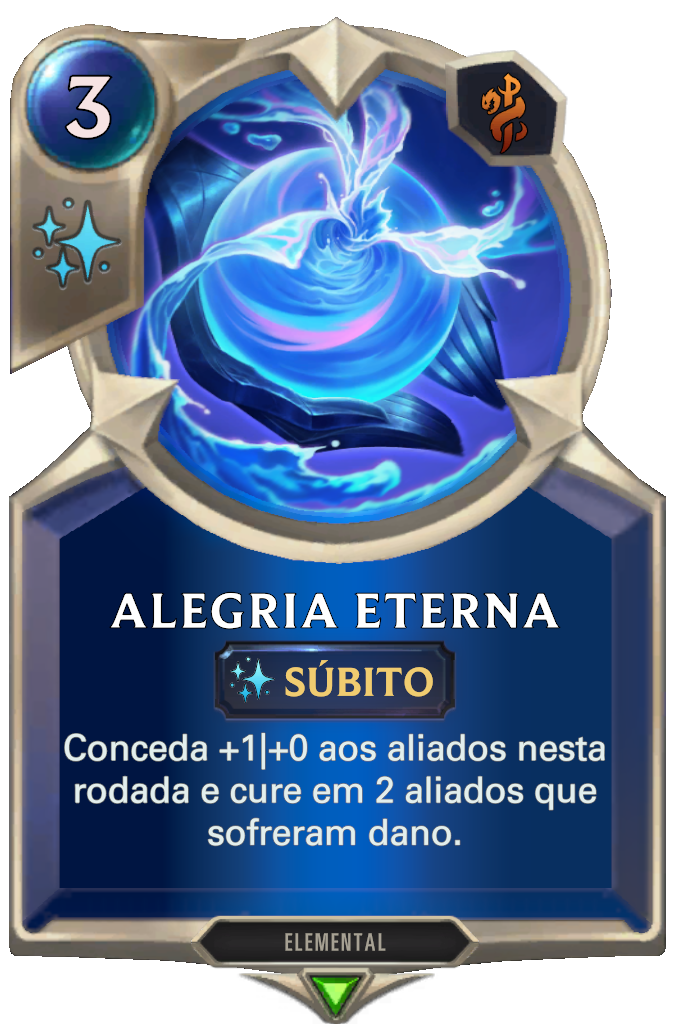 3
ALEGRIA ETERNA
SÚBITO
Conceda +1|+0 aos aliados nesta
rodada e cure em 2 aliados que
sofreram dano.
ELEMENTAL